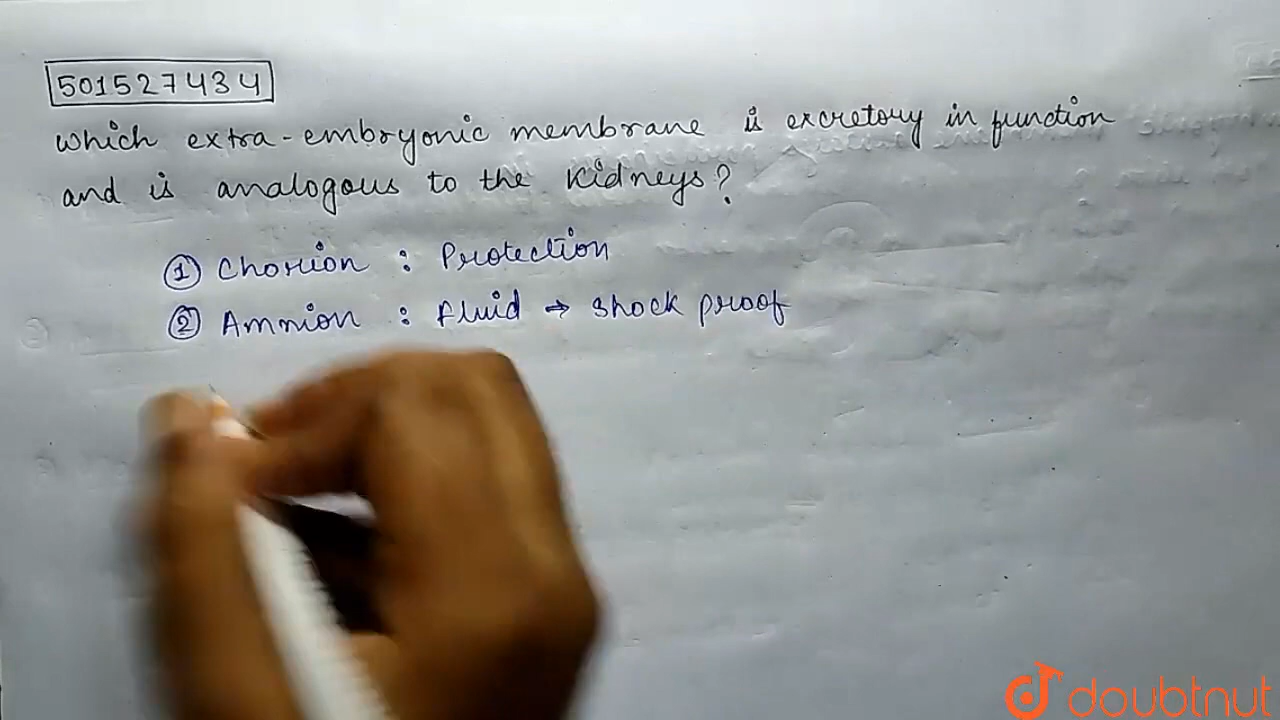 501527434
Which extra-embryonic membrane is excretory in function
and is analogous to the kidneys?
① Chorion : Protection
② Amnion : fluid → Shock proof
doubtnut